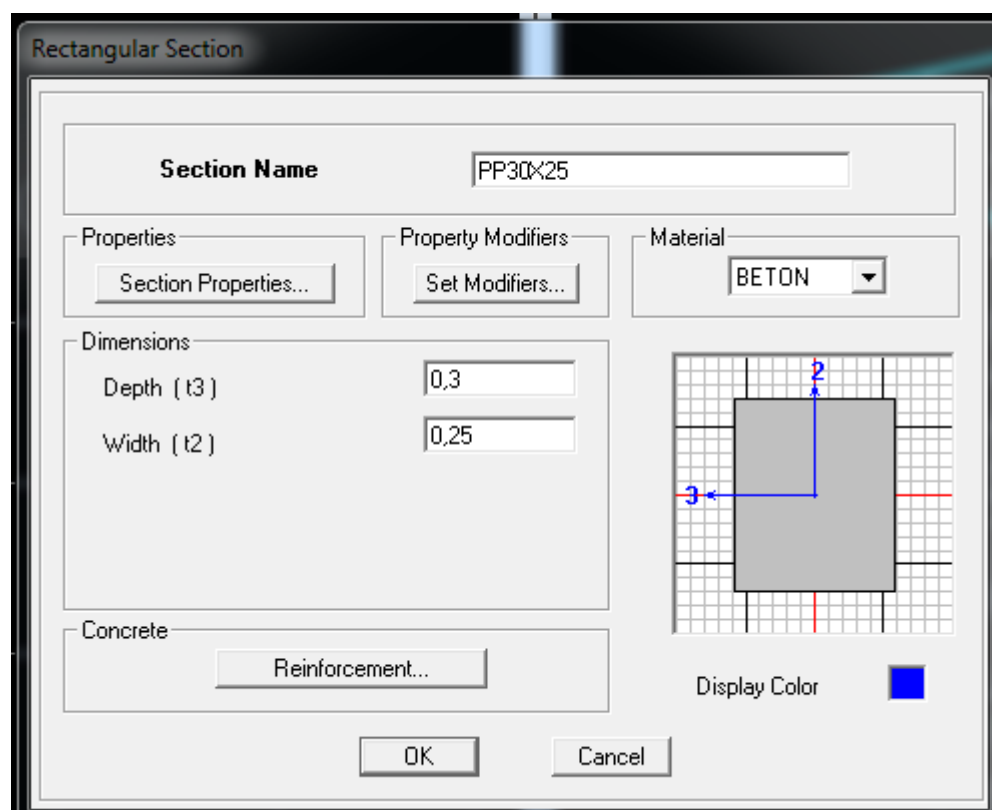 Rectangular Section
Section Name PP30X25
Properties
Section Properties...
Property Modifiers
Set Modifiers...
Material
BETON
Dimensions
Depth ( t3 ) 0,3
Width ( t2 ) 0,25
2
3
Concrete
Reinforcement...
Display Color
OK Cancel